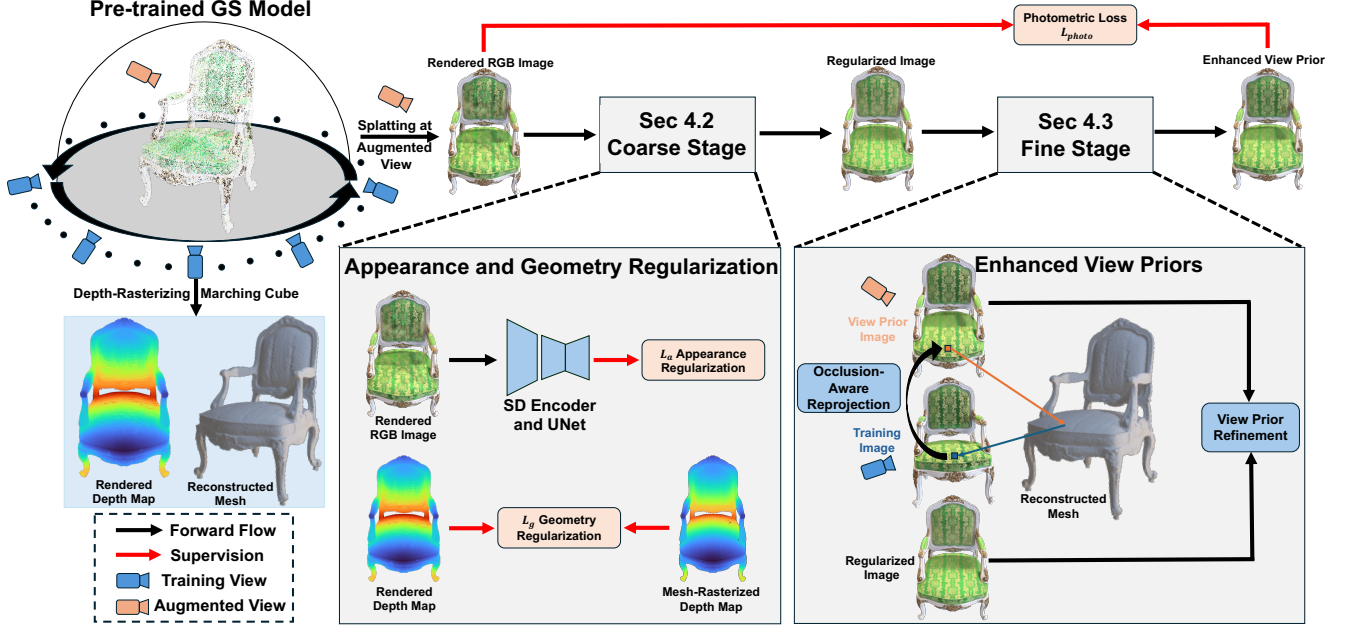 Pre-trained GS Model
Splatting at
Augmented
View
Rendered RGB Image
Sec 4.2
Coarse Stage
Regularized Image
Sec 4.3
Fine Stage
Enhanced View Prior
Photometric Loss
L_photo
Depth-Rasterizing
Marching Cube
Rendered
Depth Map
Reconstructed
Mesh
Forward Flow
Supervision
Training View
Augmented View
Appearance and Geometry Regularization
Rendered
RGB Image
SD Encoder
and UNet
L_a Appearance
Regularization
Rendered
Depth Map
L_g Geometry
Regularization
Mesh-Rasterized
Depth Map
Enhanced View Priors
View Prior
Image
Occlusion-
Aware
Reprojection
Training
Image
Reconstructed
Mesh
Regularized
Image
View Prior
Refinement